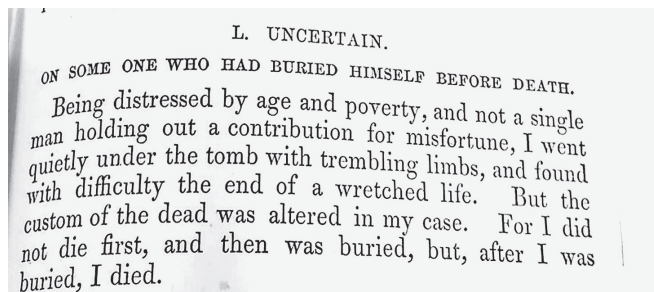 L. UNCERTAIN.
ON SOME ONE WHO HAD BURIED HIMSELF BEFORE DEATH.
Being distressed by age and poverty, and not a single
man holding out a contribution for misfortune, I went
quietly under the tomb with trembling limbs, and found
with difficulty the end of a wretched life. But the
custom of the dead was altered in my case. For I did
not die first, and then was buried, but, after I was
buried, I died.